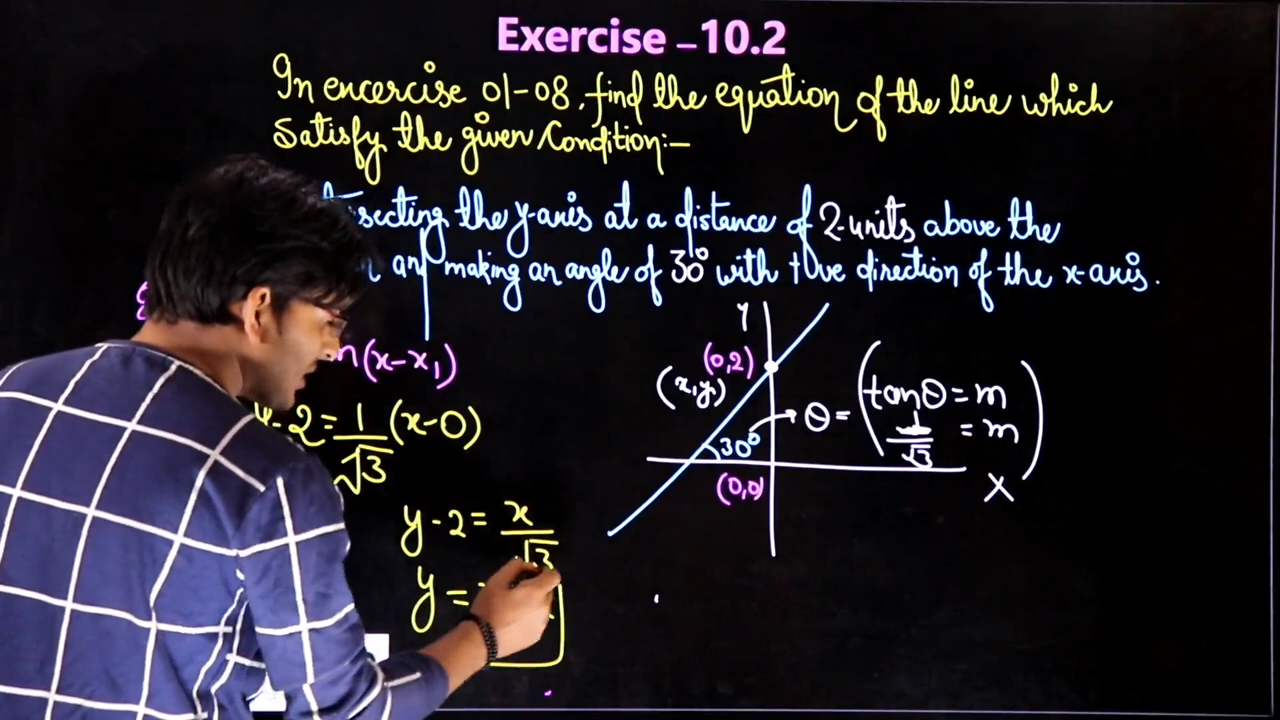 Exercise -10.2
In encercise 01-08, find the equation of the line which
satisfy the given Condition:-
secting the y-axis at a distance of 2-units above the
making an angle of 30° with +ve direction of the x-axis.
(x-x₁)
y-2=1/√3(x-0)
y-2=x/√3
y=
y
(0,2)
(x,y,)
30°
θ=
tanθ=m
1/√3=m
(0,0)
X